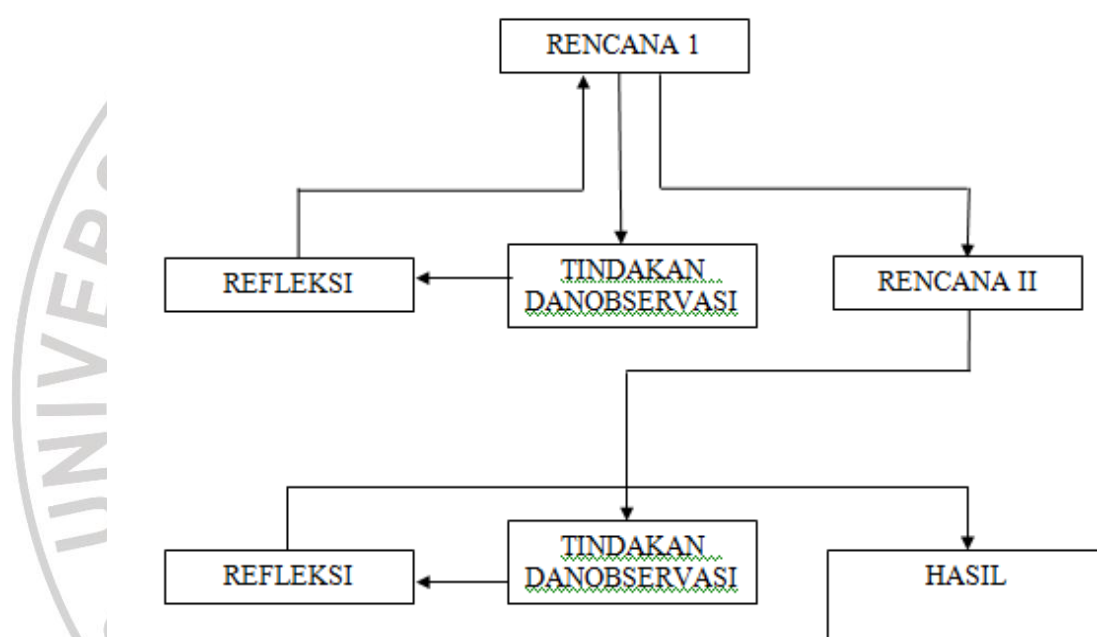 RENCANA 1
REFLEKSI
TINDAKAN
DANOBSERVASI
RENCANA II
REFLEKSI
TINDAKAN
DANOBSERVASI
HASIL